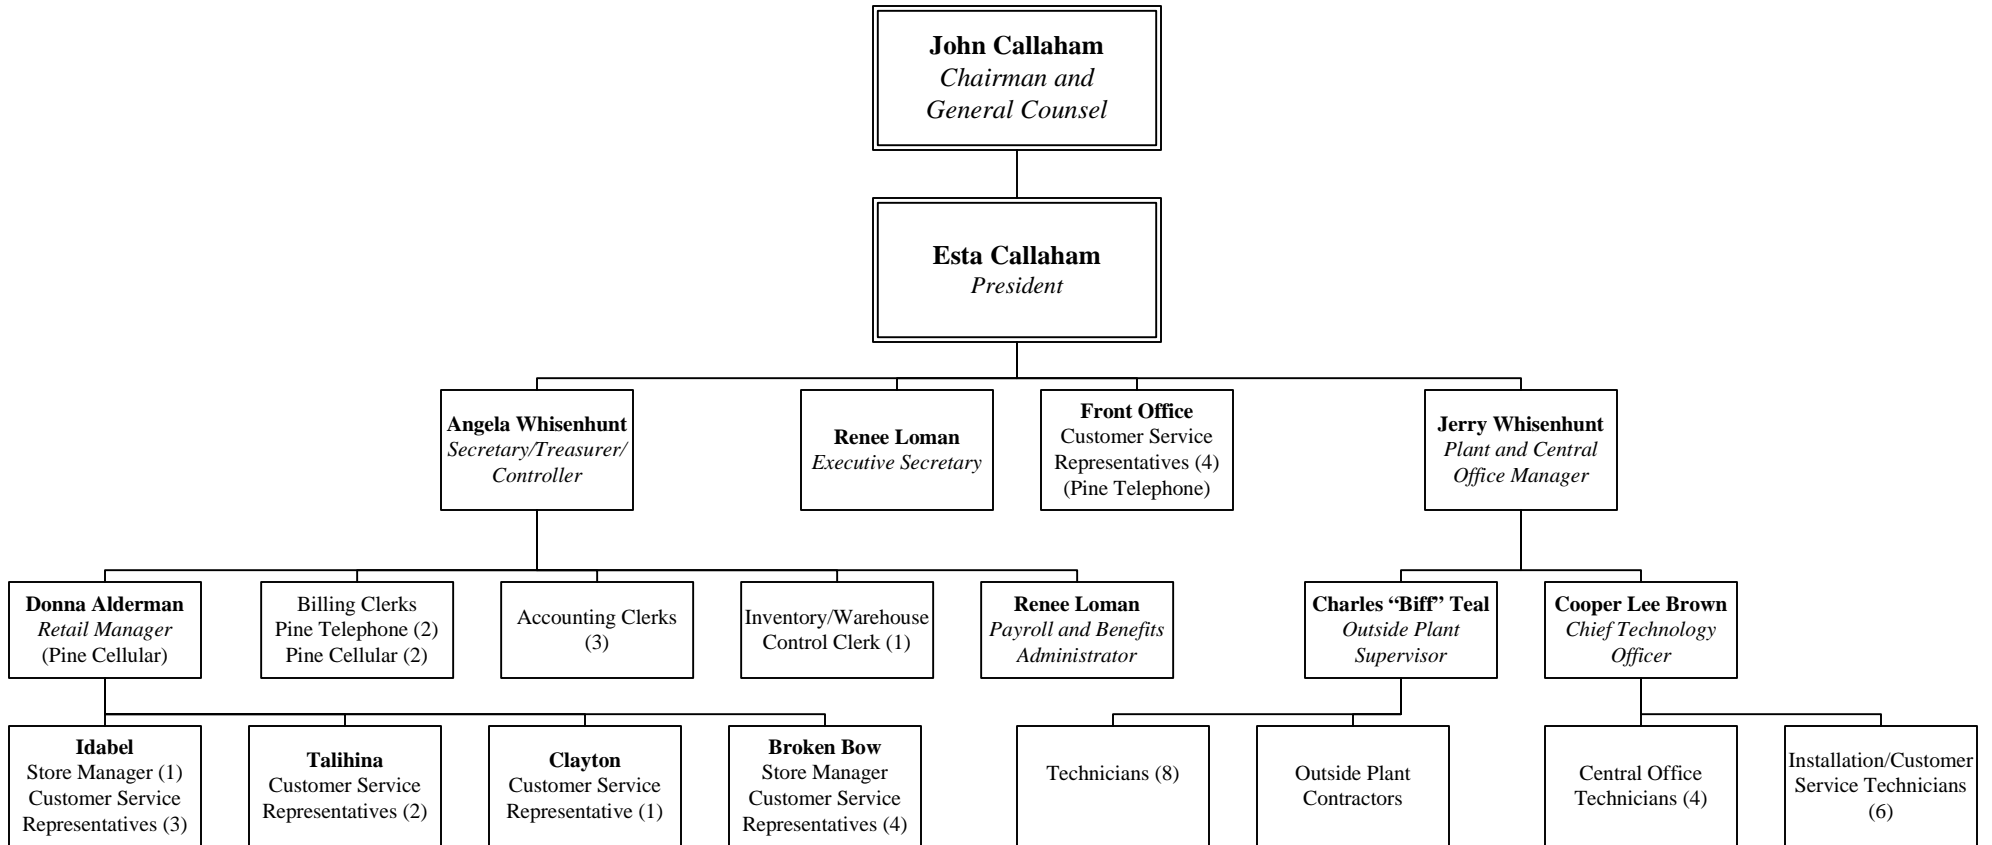 John Callaham
Chairman and
General Counsel
Esta Callaham
President
Angela Whisenhunt
Secretary/Treasurer/
Controller
Renee Loman
Executive Secretary
Front Office
Customer Service
Representatives (4)
(Pine Telephone)
Jerry Whisenhunt
Plant and Central
Office Manager
Donna Alderman
Retail Manager
(Pine Cellular)
Billing Clerks
Pine Telephone (2)
Pine Cellular (2)
Accounting Clerks
(3)
Inventory/Warehouse
Control Clerk (1)
Renee Loman
Payroll and Benefits
Administrator
Charles “Biff” Teal
Outside Plant
Supervisor
Cooper Lee Brown
Chief Technology
Officer
Idabel
Store Manager (1)
Customer Service
Representatives (3)
Talihina
Customer Service
Representatives (2)
Clayton
Customer Service
Representative (1)
Broken Bow
Store Manager
Customer Service
Representatives (4)
Technicians (8)
Outside Plant
Contractors
Central Office
Technicians (4)
Installation/Customer
Service Technicians
(6)